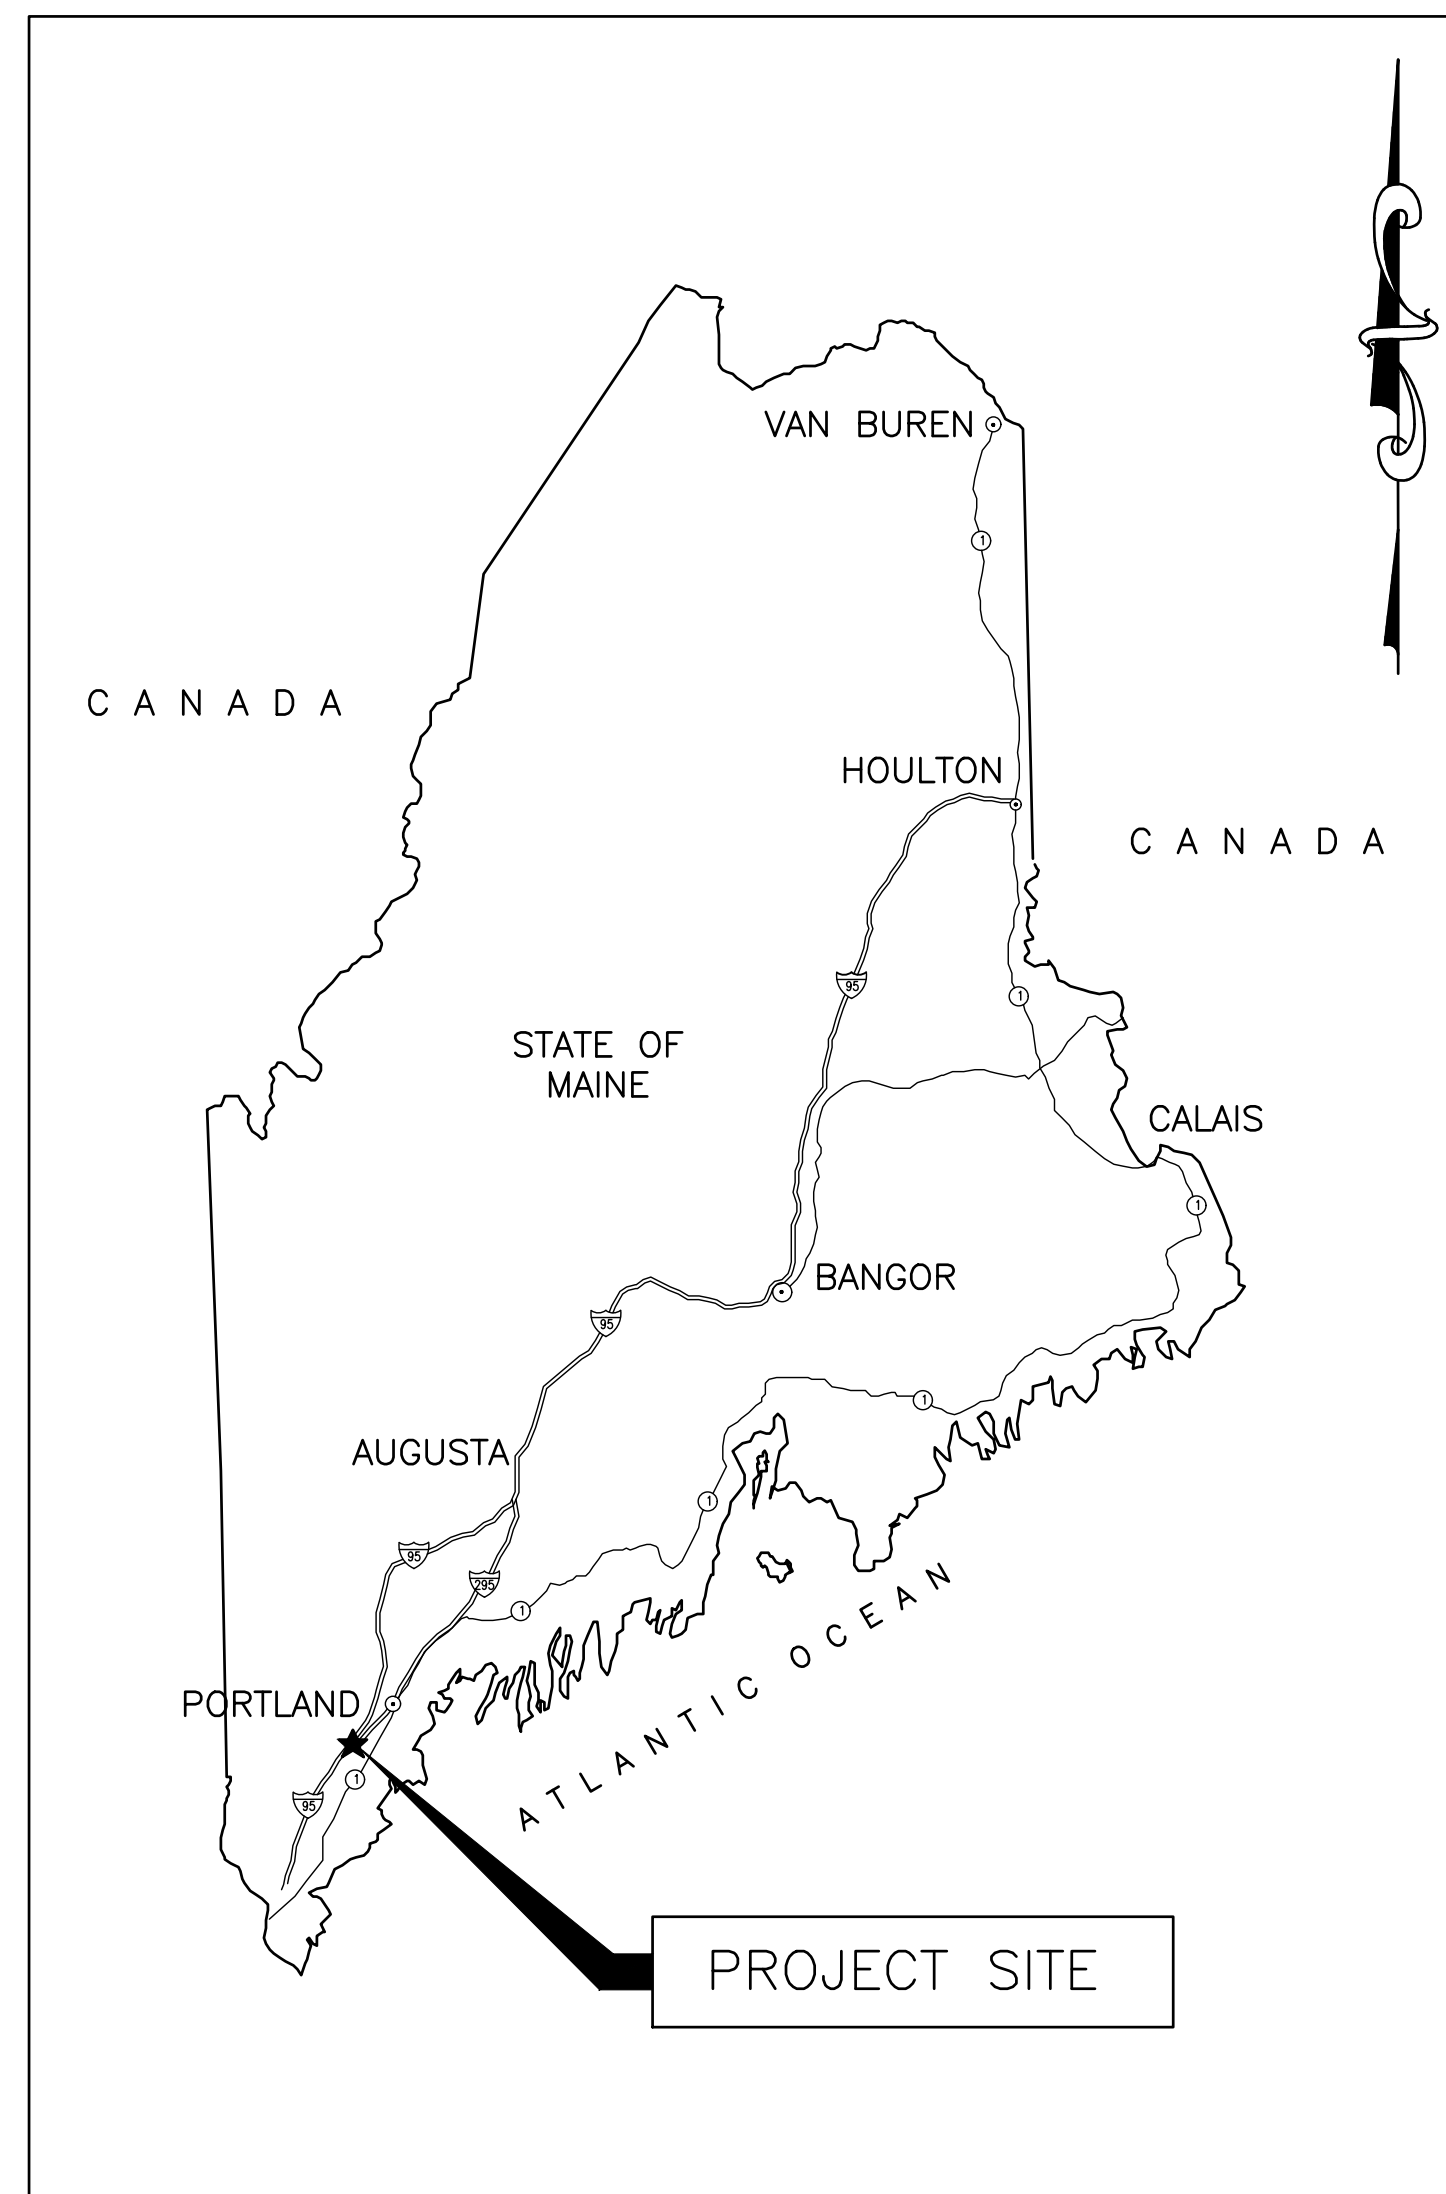 VAN BUREN
1
CANADA
HOULTON
CANADA
95
1
STATE OF
MAINE
CALAIS
1
BANGOR
95
1
AUGUSTA
1
95
295
1
ATLANTIC OCEAN
PORTLAND
1
95
PROJECT SITE